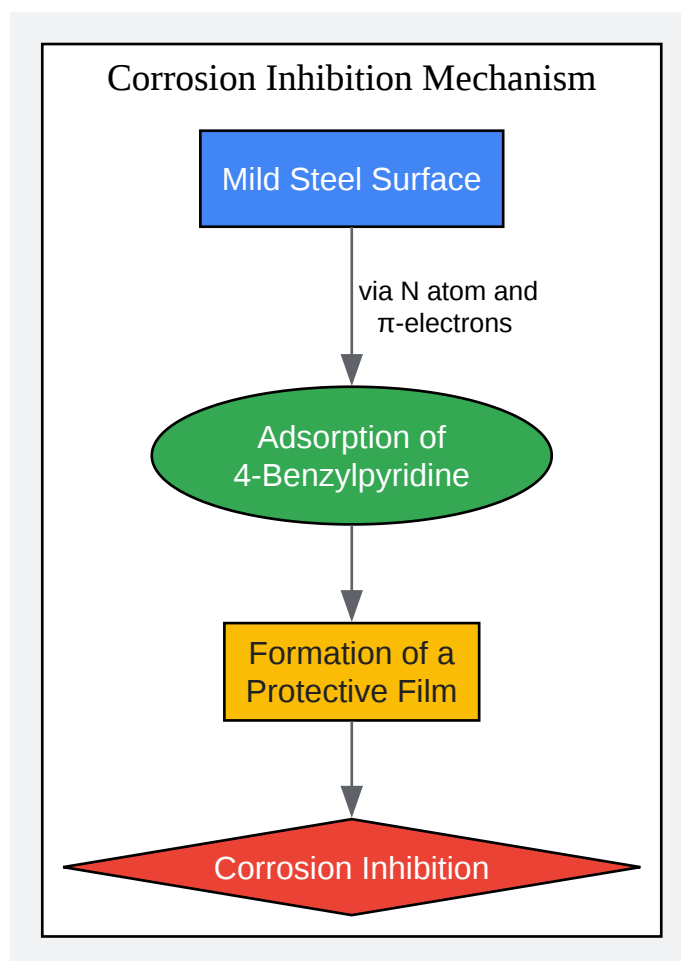 Corrosion Inhibition Mechanism
Mild Steel Surface
via N atom and
π-electrons
Adsorption of
4-Benzylpyridine
Formation of a
Protective Film
Corrosion Inhibition